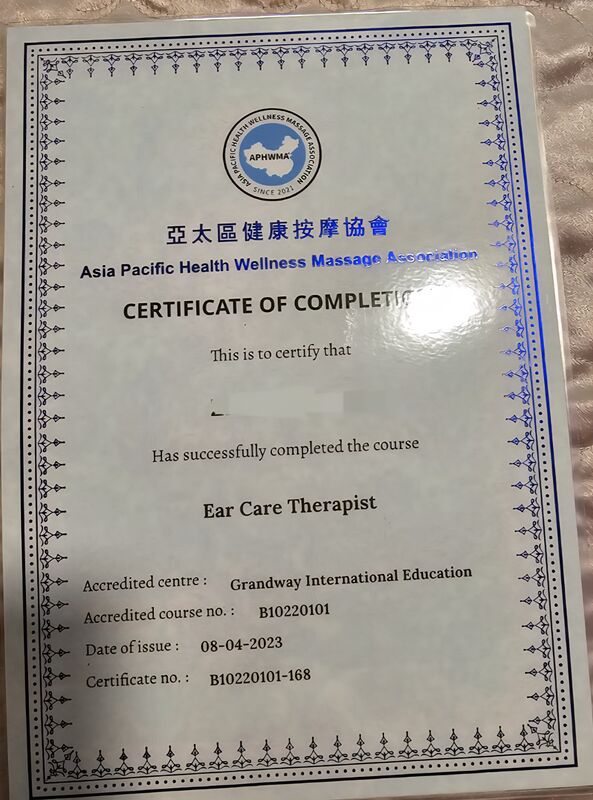 ASIA PACIFIC HEALTH WELLNESS MASSAGE ASSOCIATION
APHWMA
SINCE 2021
亞太區健康按摩協會
Asia Pacific Health Wellness Massage Association
CERTIFICATE OF COMPLETION
This is to certify that
Has successfully completed the course
Ear Care Therapist
Accredited centre : Grandway International Education
Accredited course no. : B10220101
Date of issue : 08-04-2023
Certificate no. : B10220101-168